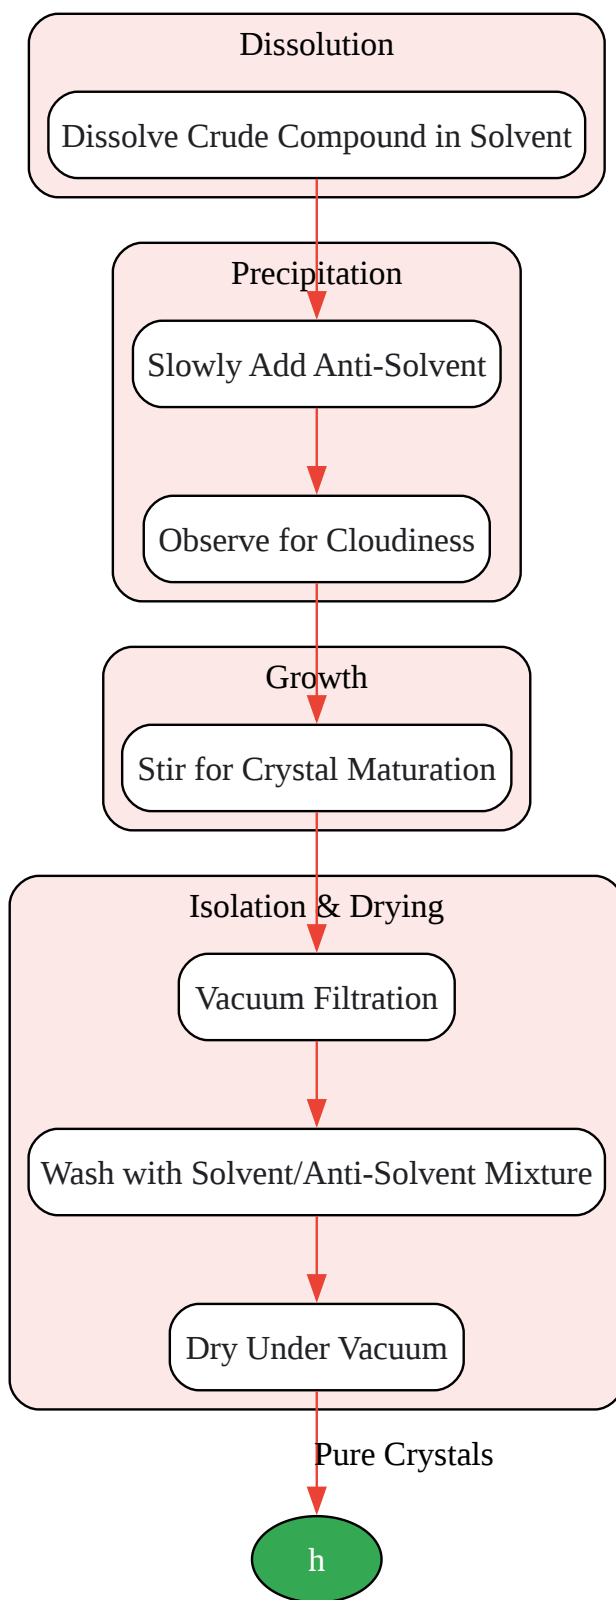 Dissolution
Dissolve Crude Compound in Solvent
Precipitation
Slowly Add Anti-Solvent
Observe for Cloudiness
Growth
Stir for Crystal Maturation
Isolation & Drying
Vacuum Filtration
Wash with Solvent/Anti-Solvent Mixture
Dry Under Vacuum
Pure Crystals
h